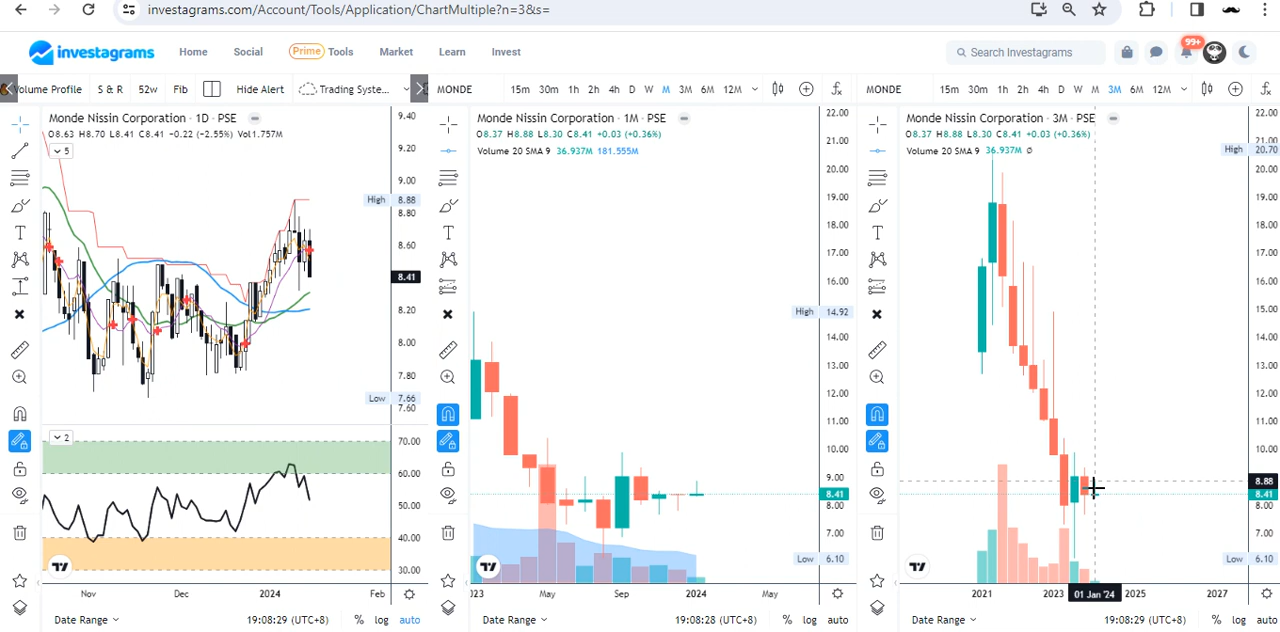 investagrams.com/Account/Tools/Application/ChartMultiple?n=3&s=
investagrams Home Social Prime Tools Market Learn Invest Search Investagrams 99+
Volume Profile S & R 52w Fib Hide Alert Trading Syste...
MONDE 15m 30m 1h 2h 4h D W M 3M 6M 12M
MONDE 15m 30m 1h 2h 4h D W M 3M 6M 12M
Monde Nissin Corporation · 1D · PSE
O8.63 H8.70 L8.41 C8.41 -0.22 (-2.55%) Vol1.757M
5
9.40
9.20
9.00
High 8.88
8.80
8.60
8.41
8.20
8.00
7.80
Low 7.66
7.60
2
70.00
60.00
50.00
40.00
30.00
Nov Dec 2024 Feb
Date Range 19:08:29 (UTC+8) % log auto
Monde Nissin Corporation · 1M · PSE
O8.37 H8.88 L8.30 C8.41 +0.03 (+0.36%)
Volume 20 SMA 9 36.937M 181.555M
22.00
21.00
20.00
19.00
18.00
17.00
16.00
15.00
High 14.92
14.00
13.00
12.00
11.00
10.00
9.00
8.41
8.00
7.00
Low 6.10
023 May Sep 2024 May
Date Range 19:08:28 (UTC+8) % log auto
Monde Nissin Corporation · 3M · PSE
O8.37 H8.88 L8.30 C8.41 +0.03 (+0.36%)
Volume 20 SMA 9 36.937M ∅
22.00
21.00
High 20.70
20.00
19.00
18.00
17.00
16.00
15.00
14.00
13.00
12.00
11.00
10.00
8.88
8.41
8.00
7.00
Low 6.10
2021 2023 01 Jan '24 2025 2027
Date Range 19:08:29 (UTC+8) % log auto